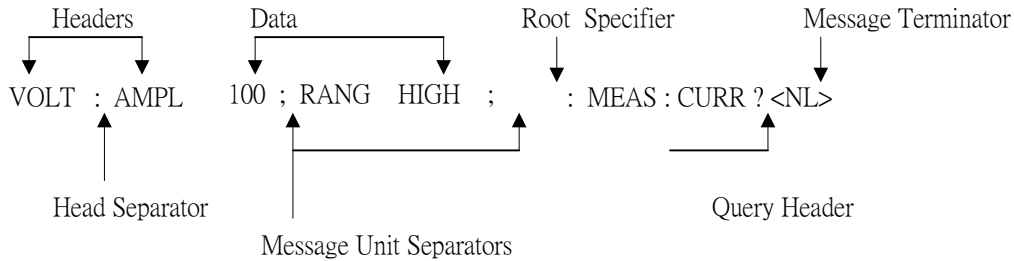 Headers Data Root Specifier Message Terminator
VOLT : AMPL 100 ; RANG HIGH ; : MEAS : CURR ? <NL>
Head Separator Query Header
Message Unit Separators